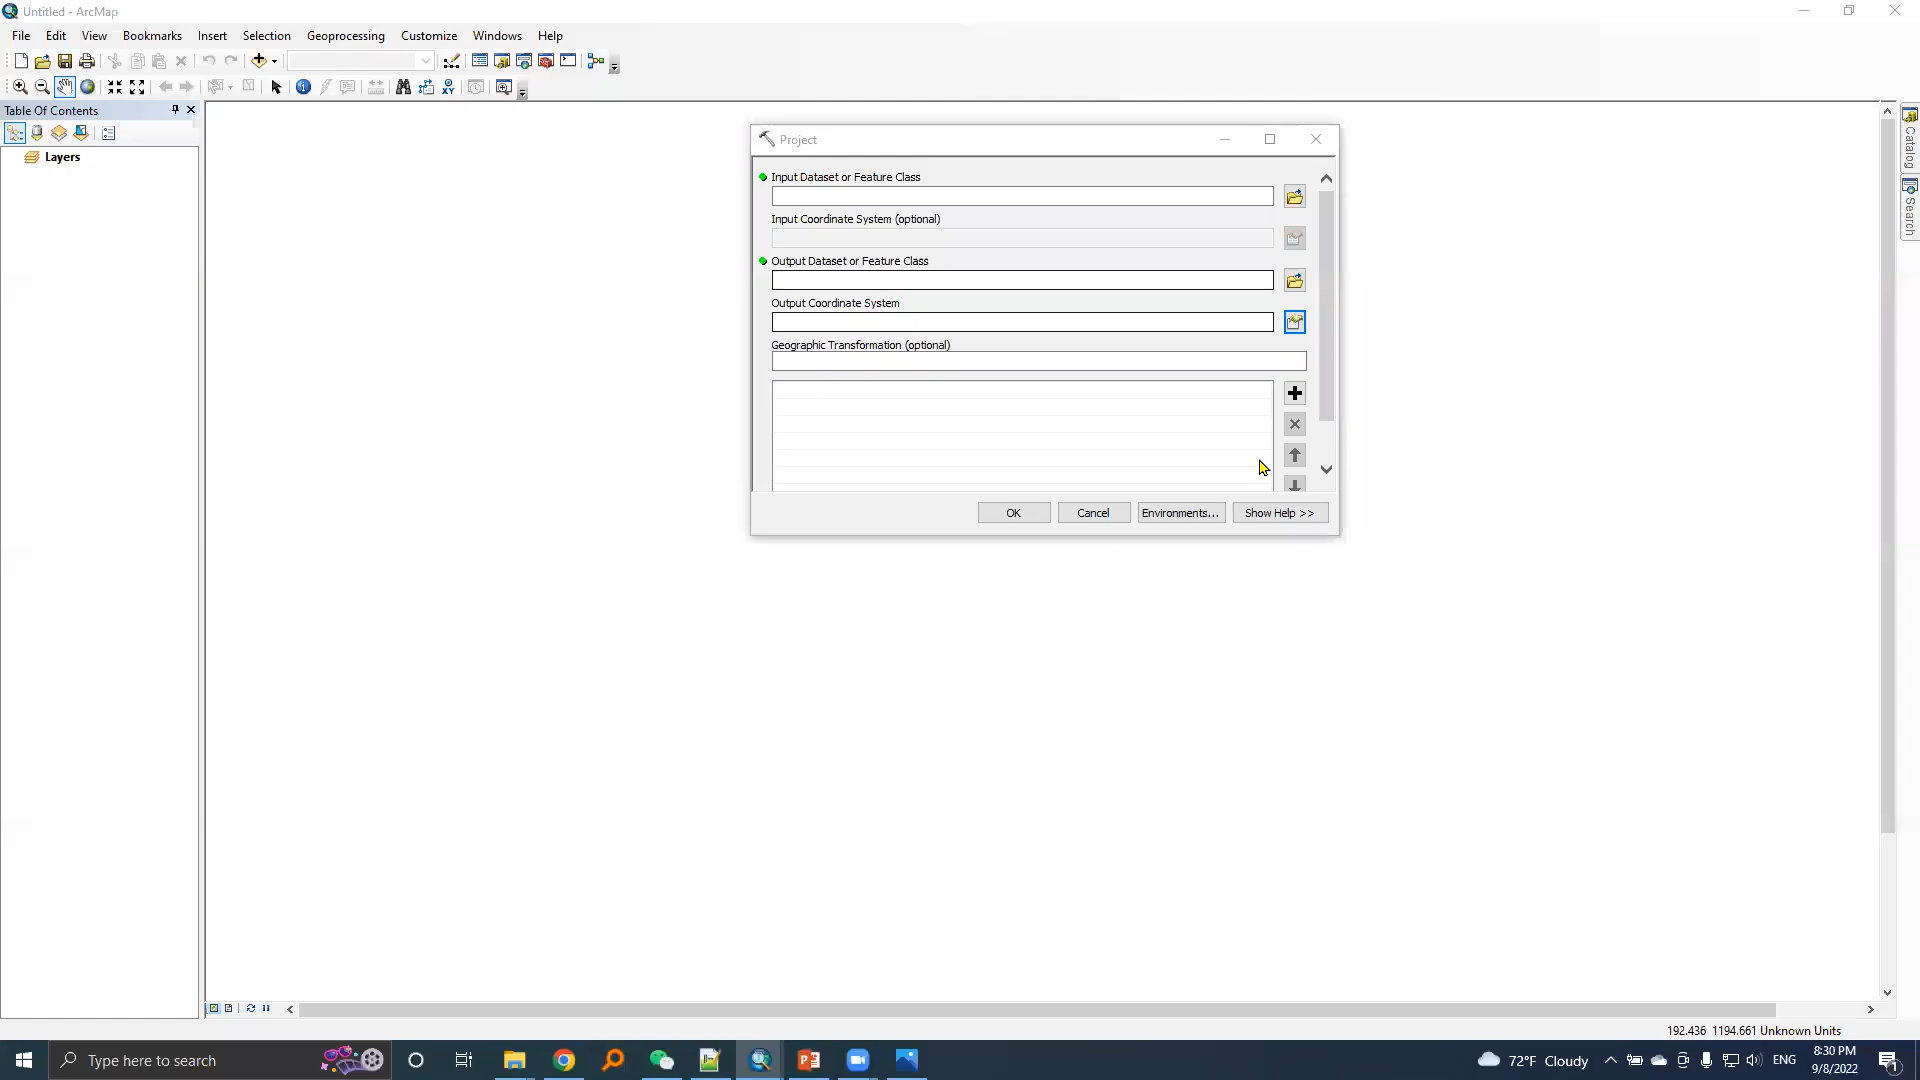 Untitled - ArcMap
File Edit View Bookmarks Insert Selection Geoprocessing Customize Windows Help
Table Of Contents
Layers
Project
Input Dataset or Feature Class
Input Coordinate System (optional)
Output Dataset or Feature Class
Output Coordinate System
Geographic Transformation (optional)
OK Cancel Environments... Show Help >>
Catalog
Search
192.436 1194.661 Unknown Units
Type here to search
72°F Cloudy
ENG
8:30 PM
9/8/2022
1